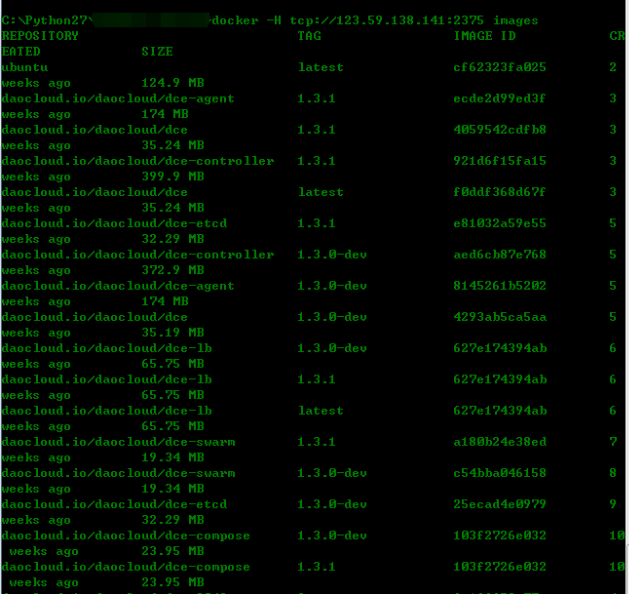 C:\Python27\ docker -H tcp://123.59.138.141:2375 images
REPOSITORY TAG IMAGE ID CR
EATED SIZE
ubuntu latest cf62323fa025 2
weeks ago 124.9 MB
daocloud.io/daocloud/dce-agent 1.3.1 ecde2d99ed3f 3
weeks ago 174 MB
daocloud.io/daocloud/dce 1.3.1 4059542cdfb8 3
weeks ago 35.24 MB
daocloud.io/daocloud/dce-controller 1.3.1 921d6f15fa15 3
weeks ago 399.9 MB
daocloud.io/daocloud/dce latest f0ddf368d67f 3
weeks ago 35.24 MB
daocloud.io/daocloud/dce-etcd 1.3.1 e81032a59e55 5
weeks ago 32.29 MB
daocloud.io/daocloud/dce-controller 1.3.0-dev aed6cb87e768 5
weeks ago 372.9 MB
daocloud.io/daocloud/dce-agent 1.3.0-dev 8145261b5202 5
weeks ago 174 MB
daocloud.io/daocloud/dce 1.3.0-dev 4293ab5ca5aa 5
weeks ago 35.19 MB
daocloud.io/daocloud/dce-lb 1.3.0-dev 627e174394ab 6
weeks ago 65.75 MB
daocloud.io/daocloud/dce-lb 1.3.1 627e174394ab 6
weeks ago 65.75 MB
daocloud.io/daocloud/dce-lb latest 627e174394ab 6
weeks ago 65.75 MB
daocloud.io/daocloud/dce-swarm 1.3.1 a180b24e38ed 7
weeks ago 19.34 MB
daocloud.io/daocloud/dce-swarm 1.3.0-dev c54bba046158 8
weeks ago 19.34 MB
daocloud.io/daocloud/dce-etcd 1.3.0-dev 25ecad4e0979 9
weeks ago 32.29 MB
daocloud.io/daocloud/dce-compose 1.3.0-dev 103f2726e032 10
weeks ago 23.95 MB
daocloud.io/daocloud/dce-compose 1.3.1 103f2726e032 10
weeks ago 23.95 MB